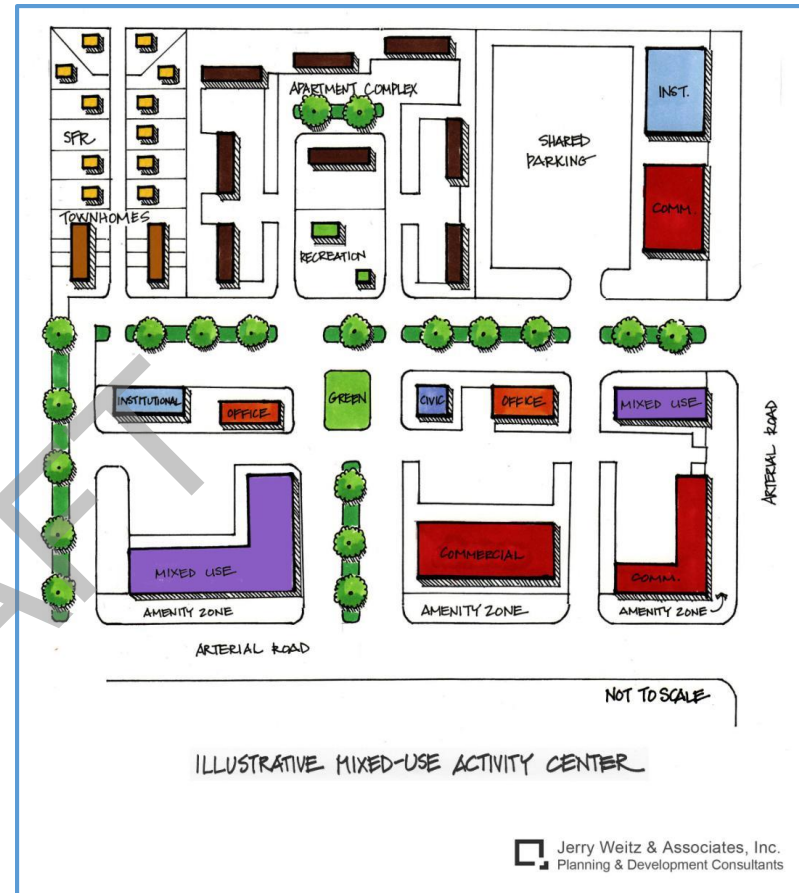 APARTMENT COMPLEX
INST.
SFR
SHARED
PARKING
TOWNHOMES
COMM.
RECREATION
INSTITUTIONAL
OFFICE
GREEN
CIVIC
OFFICE
MIXED USE
ARTERIAL ROAD
MIXED USE
COMMERCIAL
COMM.
AMENITY ZONE
AMENITY ZONE
AMENITY ZONE
ARTERIAL ROAD
NOT TO SCALE
ILLUSTRATIVE MIXED-USE ACTIVITY CENTER
Jerry Weitz & Associates, Inc.
Planning & Development Consultants